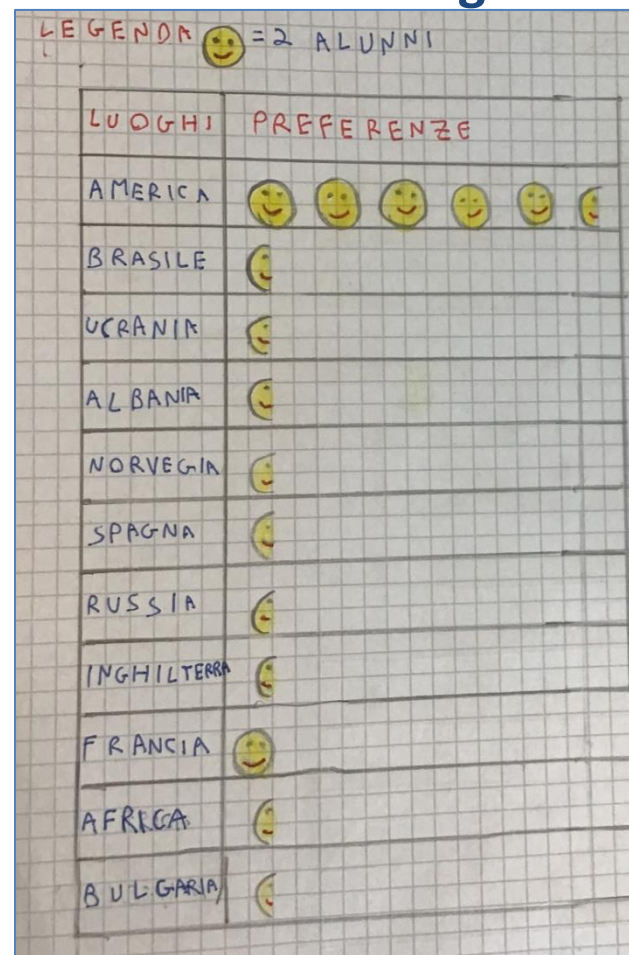 LEGENDA = 2 ALUNNI
LUOGHI PREFERENZE
AMERICA
BRASILE
UCRANIA
ALBANIA
NORVEGIA
SPAGNA
RUSSIA
INGHILTERRA
FRANCIA
AFRICA
BULGARIA